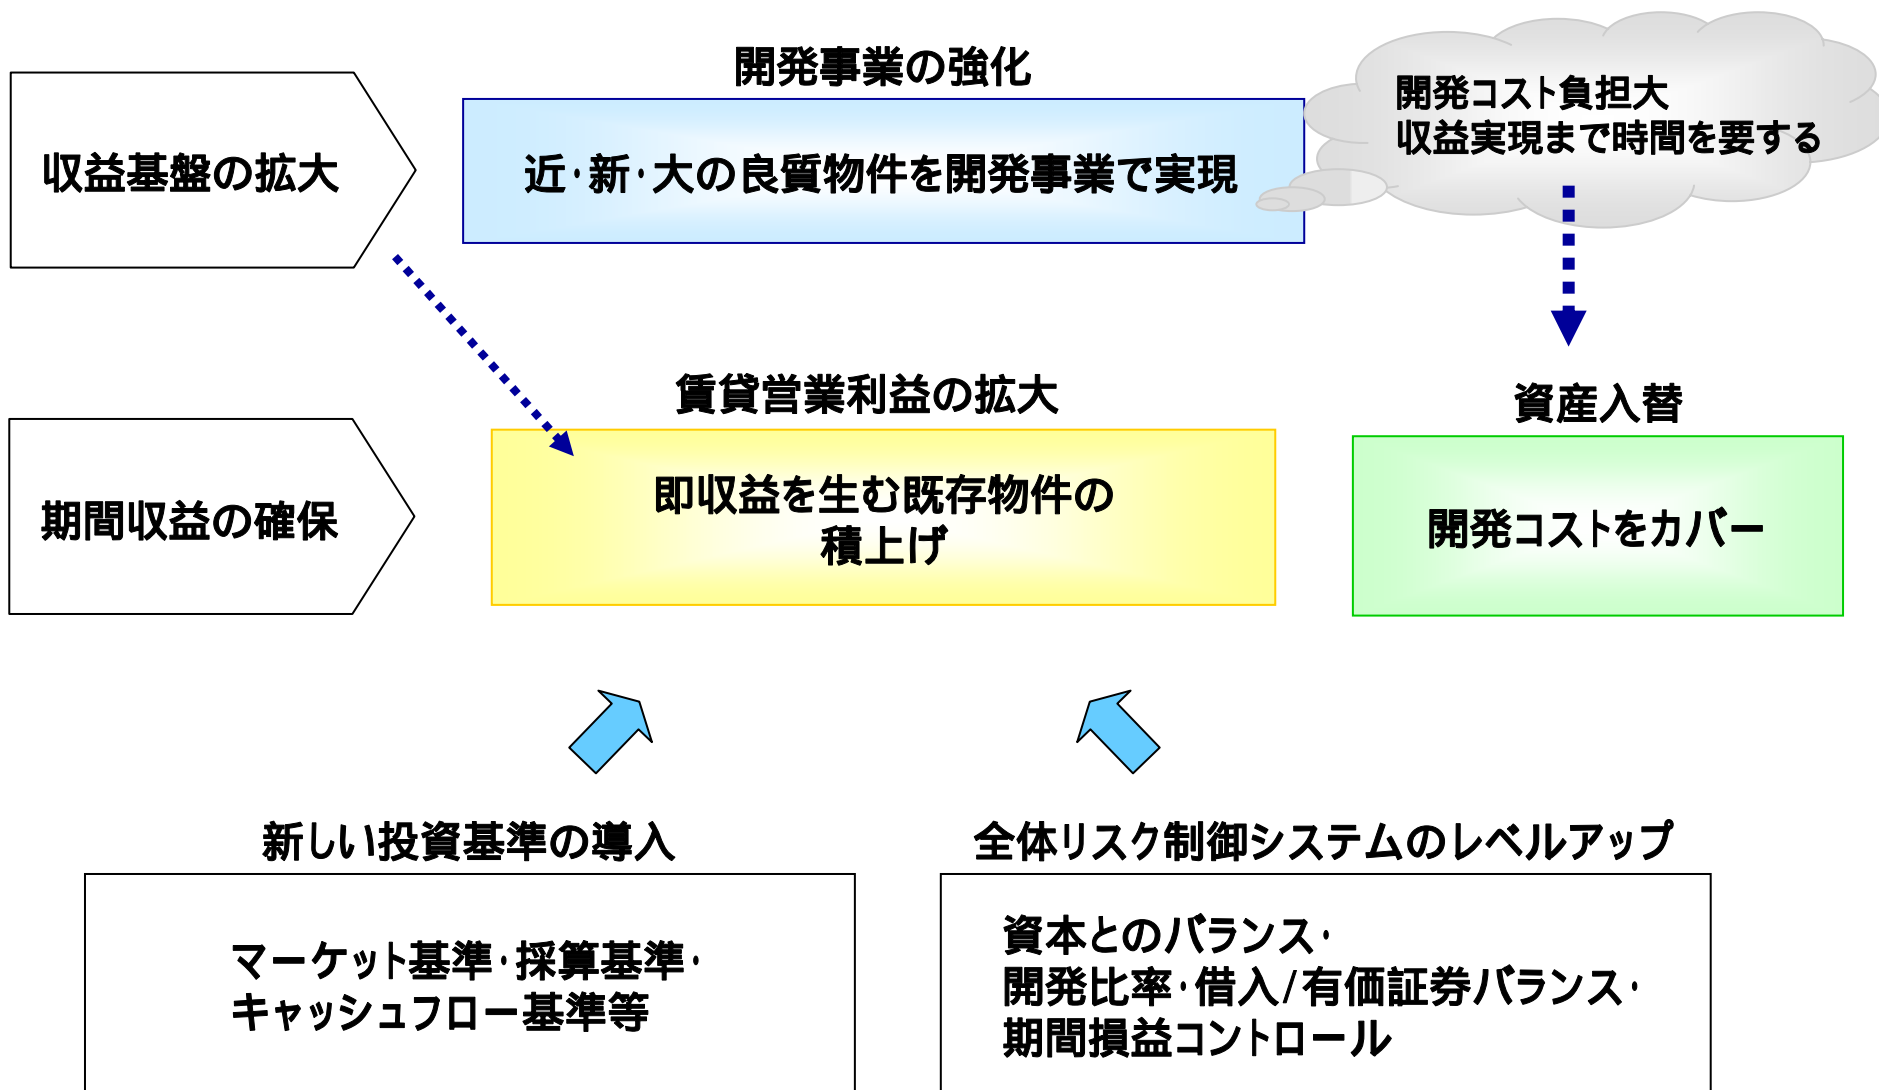 開発事業の強化
収益基盤の拡大
近・新・大の良質物件を開発事業で実現
開発コスト負担大
収益実現まで時間を要する
賃貸営業利益の拡大
資産入替
期間収益の確保
即収益を生む既存物件の
積上げ
開発コストをカバー
新しい投資基準の導入
マーケット基準・採算基準・
キャッシュフロー基準等
全体リスク制御システムのレベルアップ
資本とのバランス・
開発比率・借入/有価証券バランス・
期間損益コントロール